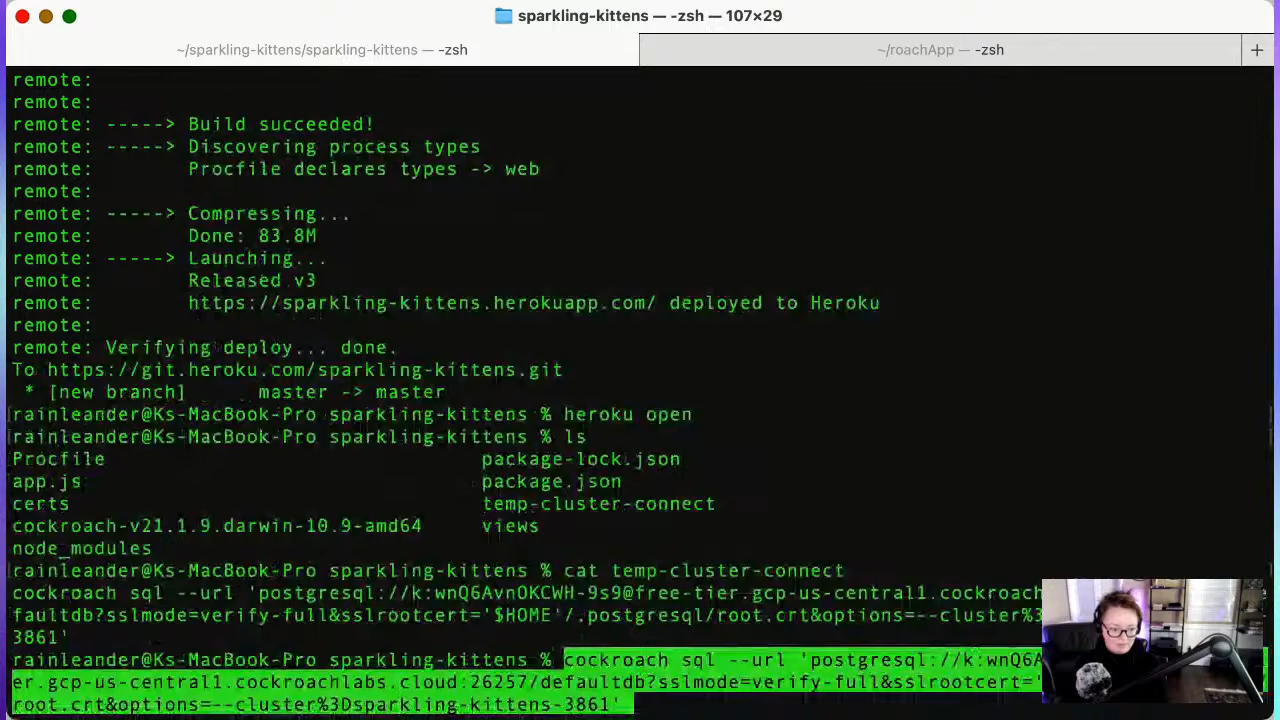 sparkling-kittens — -zsh — 107×29
~/sparkling-kittens/sparkling-kittens — -zsh
~/roachApp — -zsh
+
remote:
remote:
remote: -----> Build succeeded!
remote: -----> Discovering process types
remote:        Procfile declares types -> web
remote:
remote: -----> Compressing...
remote:        Done: 83.8M
remote: -----> Launching...
remote:        Released v3
remote:        https://sparkling-kittens.herokuapp.com/ deployed to Heroku
remote:
remote: Verifying deploy... done.
To https://git.heroku.com/sparkling-kittens.git
 * [new branch]      master -> master
rainleander@Ks-MacBook-Pro sparkling-kittens % heroku open
rainleander@Ks-MacBook-Pro sparkling-kittens % ls
Procfile package-lock.json
app.js package.json
certs temp-cluster-connect
cockroach-v21.1.9.darwin-10.9-amd64 views
node_modules
rainleander@Ks-MacBook-Pro sparkling-kittens % cat temp-cluster-connect
cockroach sql --url 'postgresql://k:wnQ6AvnOKCWH-9s9@free-tier.gcp-us-central1.cockroach
faultdb?sslmode=verify-full&sslrootcert='$HOME'/.postgresql/root.crt&options=--cluster%3
3861'
rainleander@Ks-MacBook-Pro sparkling-kittens % cockroach sql --url 'postgresql://k:wnQ6A
er.gcp-us-central1.cockroachlabs.cloud:26257/defaultdb?sslmode=verify-full&sslrootcert='
root.crt&options=--cluster%3Dsparkling-kittens-3861'